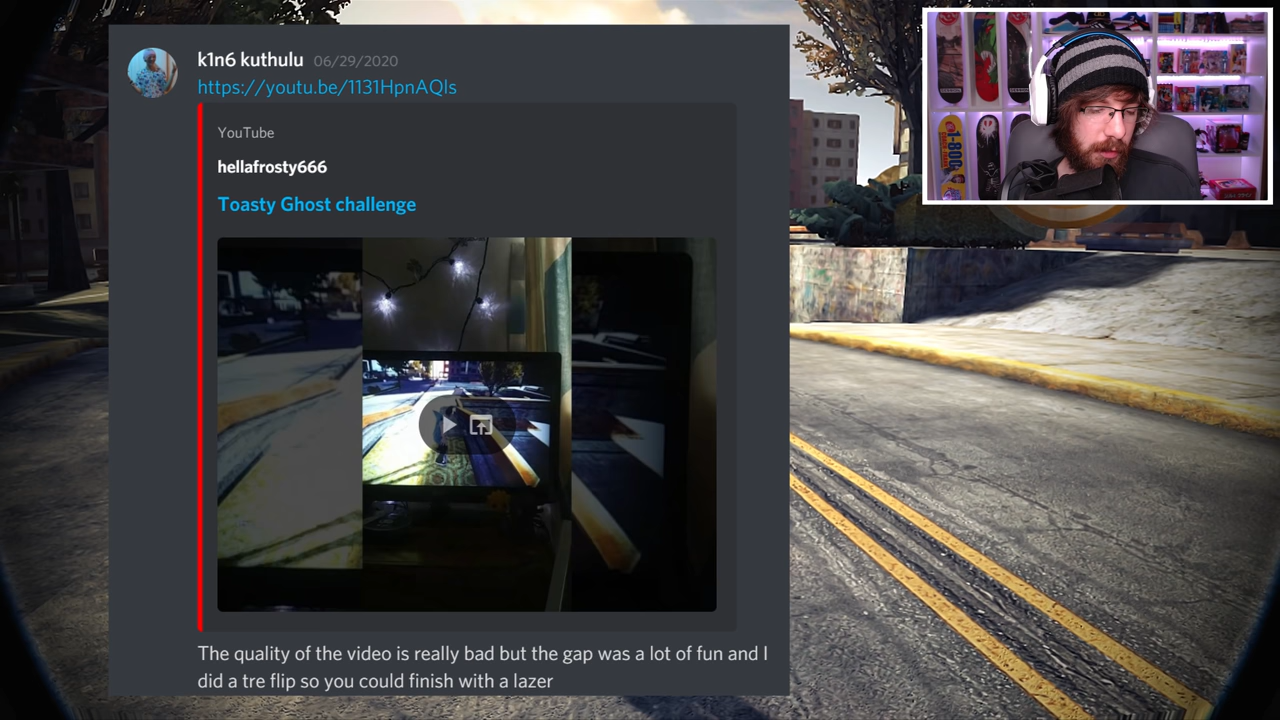 k1n6 kuthulu 06/29/2020
https://youtu.be/1131HpnAQIs
YouTube
hellafrosty666
Toasty Ghost challenge
The quality of the video is really bad but the gap was a lot of fun and I
did a tre flip so you could finish with a lazer
1-800